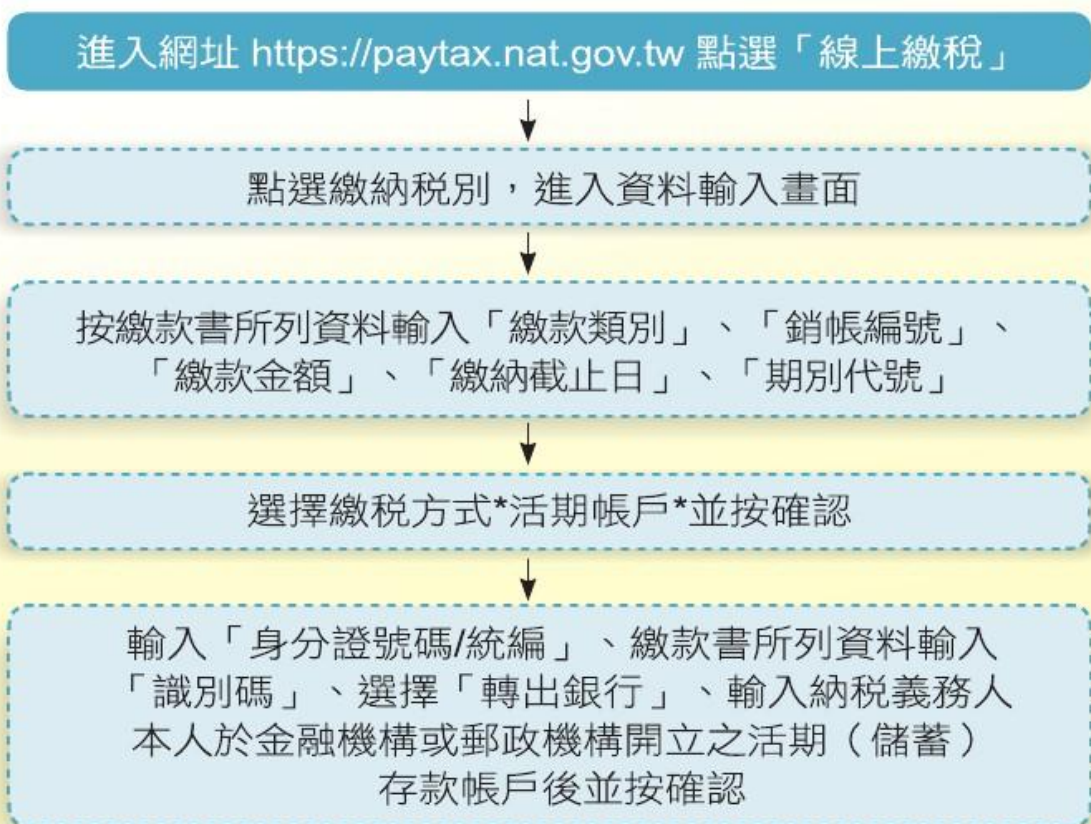 進入網址 https://paytax.nat.gov.tw 點選「線上繳稅」
點選繳納稅別，進入資料輸入畫面
按繳款書所列資料輸入「繳款類別」、「銷帳編號」、
「繳款金額」、「繳納截止日」、「期別代號」
選擇繳稅方式*活期帳戶*並按確認
輸入「身分證號碼/統編」、繳款書所列資料輸入
「識別碼」、選擇「轉出銀行」、輸入納稅義務人
本人於金融機構或郵政機構開立之活期（儲蓄）
存款帳戶後並按確認